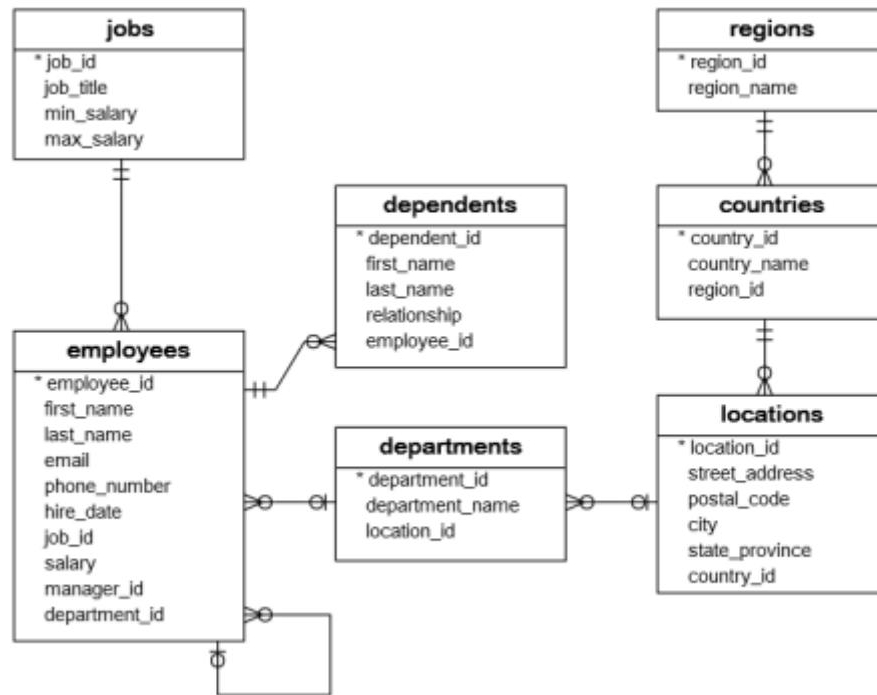 jobs
* job_id
job_title
min_salary
max_salary
regions
* region_id
region_name
dependents
* dependent_id
first_name
last_name
relationship
employee_id
countries
* country_id
country_name
region_id
employees
* employee_id
first_name
last_name
email
phone_number
hire_date
job_id
salary
manager_id
department_id
departments
* department_id
department_name
location_id
locations
* location_id
street_address
postal_code
city
state_province
country_id